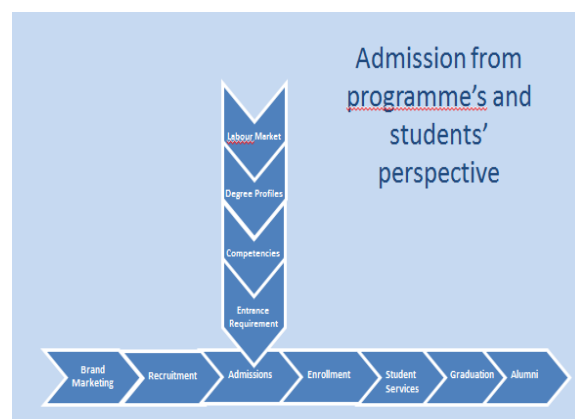 Admission from
programme's and
students'
perspective
Labour Market
Degree Profiles
Competencies
Entrance
Requirement
Brand
Marketing
Recruitment
Admissions
Enrollment
Student
Services
Graduation
Alumni